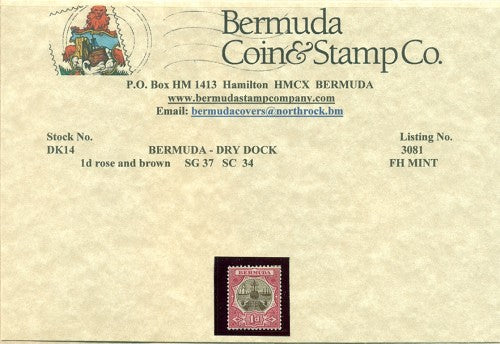 Bermuda
Coin&Stamp Co.
P.O. Box HM 1413 Hamilton HMCX BERMUDA
www.bermudastampcompany.com
Email: bermudacovers@northrock.bm
Stock No. Listing No.
DK14 BERMUDA - DRY DOCK 3081
1d rose and brown SG 37 SC 34 FH MINT
BERMUDA
1d